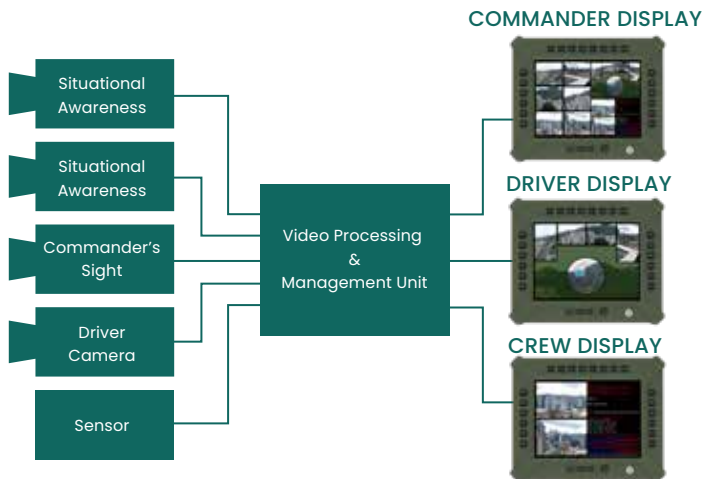 COMMANDER DISPLAY
Situational
Awareness
Situational
Awareness
DRIVER DISPLAY
Commander's
Sight
Video Processing
&
Management Unit
Driver
Camera
CREW DISPLAY
Sensor